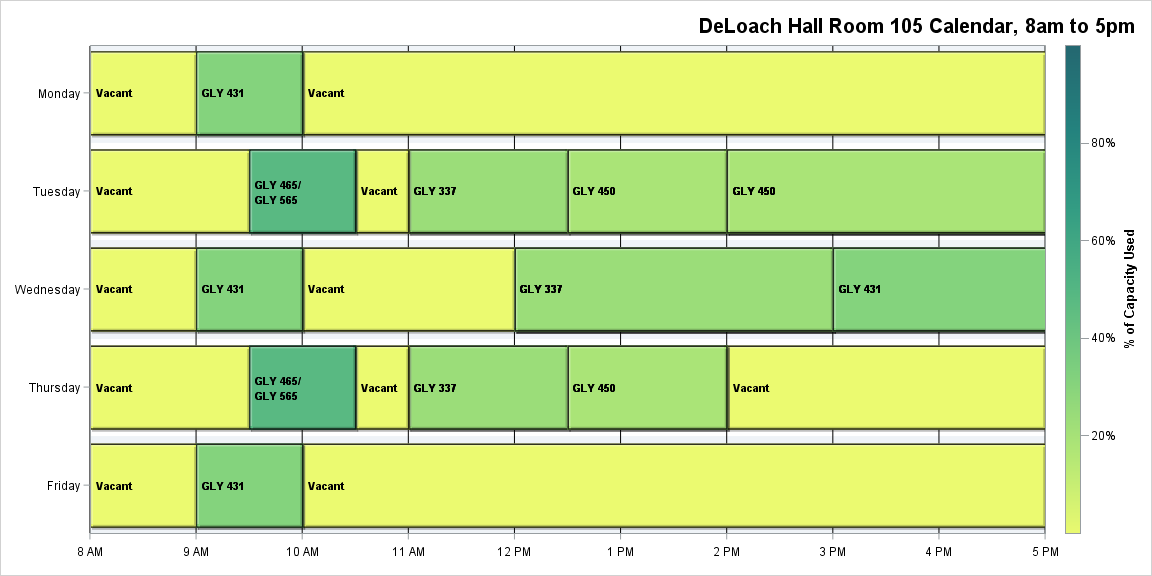 DeLoach Hall Room 105 Calendar, 8am to 5pm
Monday
Vacant
GLY 431
Vacant
Tuesday
Vacant
GLY 465/
GLY 565
Vacant
GLY 337
GLY 450
GLY 450
Wednesday
Vacant
GLY 431
Vacant
GLY 337
GLY 431
Thursday
Vacant
GLY 465/
GLY 565
Vacant
GLY 337
GLY 450
Vacant
Friday
Vacant
GLY 431
Vacant
8 AM
9 AM
10 AM
11 AM
12 PM
1 PM
2 PM
3 PM
4 PM
5 PM
80%
60%
40%
20%
% of Capacity Used